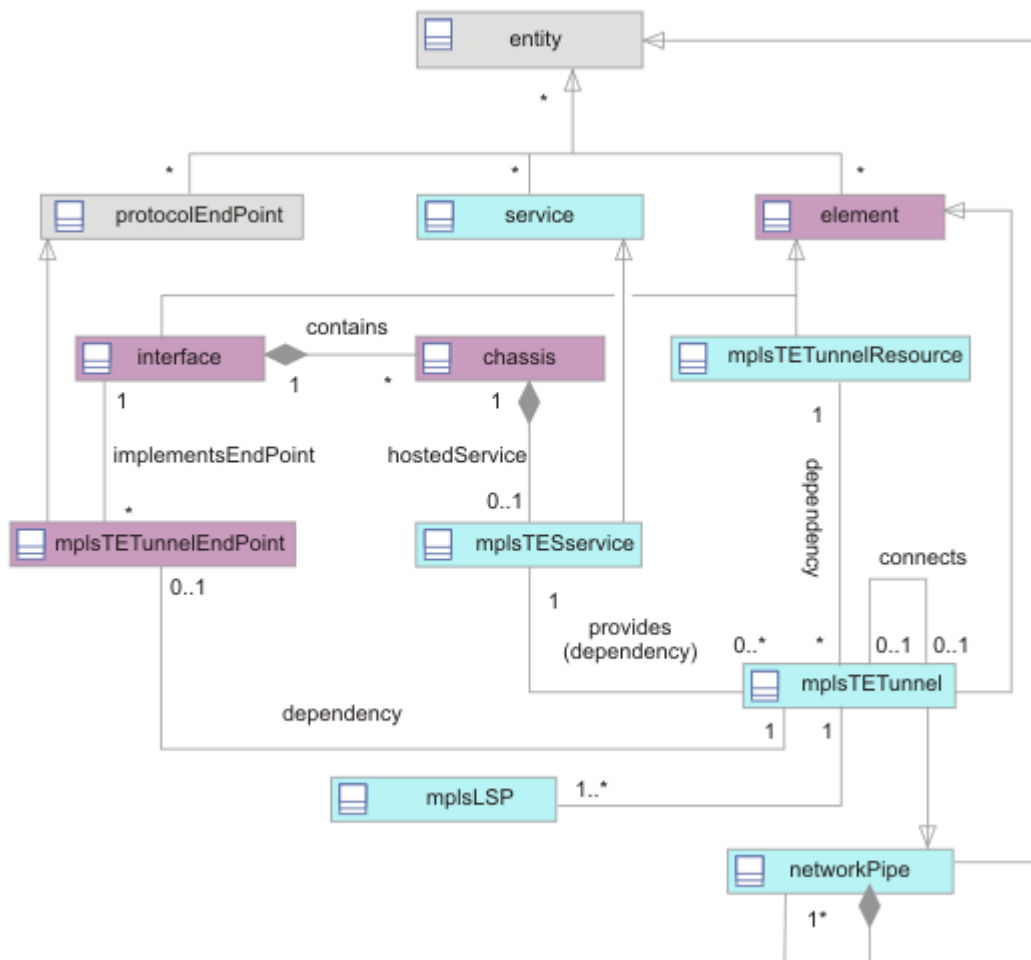 entity
*
*
*
*
protocolEndPoint
service
element
contains
interface
chassis
mplsTETunnelResource
1
1
*
1
1
implementsEndPoint
hostedService
dependency
*
0..1
mplsTETunnelEndPoint
mplsTESservice
connects
0..1
1
provides
(dependency)
0..*
*
0..1
0..1
mplsTETunnel
dependency
1
1
mplsLSP
1..*
networkPipe
1*